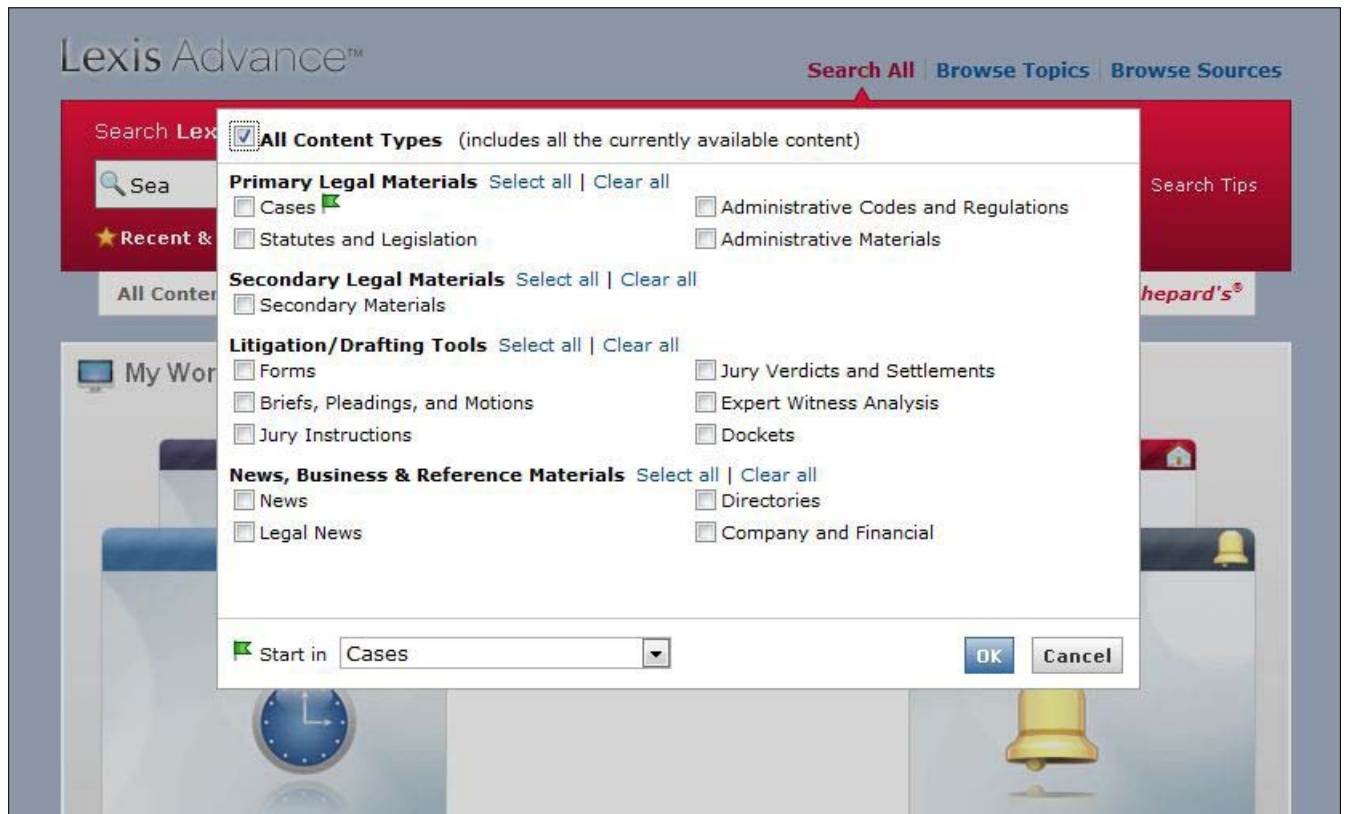 Lexis Advance™
Search All | Browse Topics | Browse Sources
Search Lex
All Content Types (includes all the currently available content)
Sea
Primary Legal Materials Select all | Clear all
Search Tips
Cases
Administrative Codes and Regulations
Recent &
Statutes and Legislation
Administrative Materials
Secondary Legal Materials Select all | Clear all
All Conten
Secondary Materials
hepard's®
Litigation/Drafting Tools Select all | Clear all
My Wor
Forms
Jury Verdicts and Settlements
Briefs, Pleadings, and Motions
Expert Witness Analysis
Jury Instructions
Dockets
News, Business & Reference Materials Select all | Clear all
News
Directories
Legal News
Company and Financial
Start in Cases
OK
Cancel